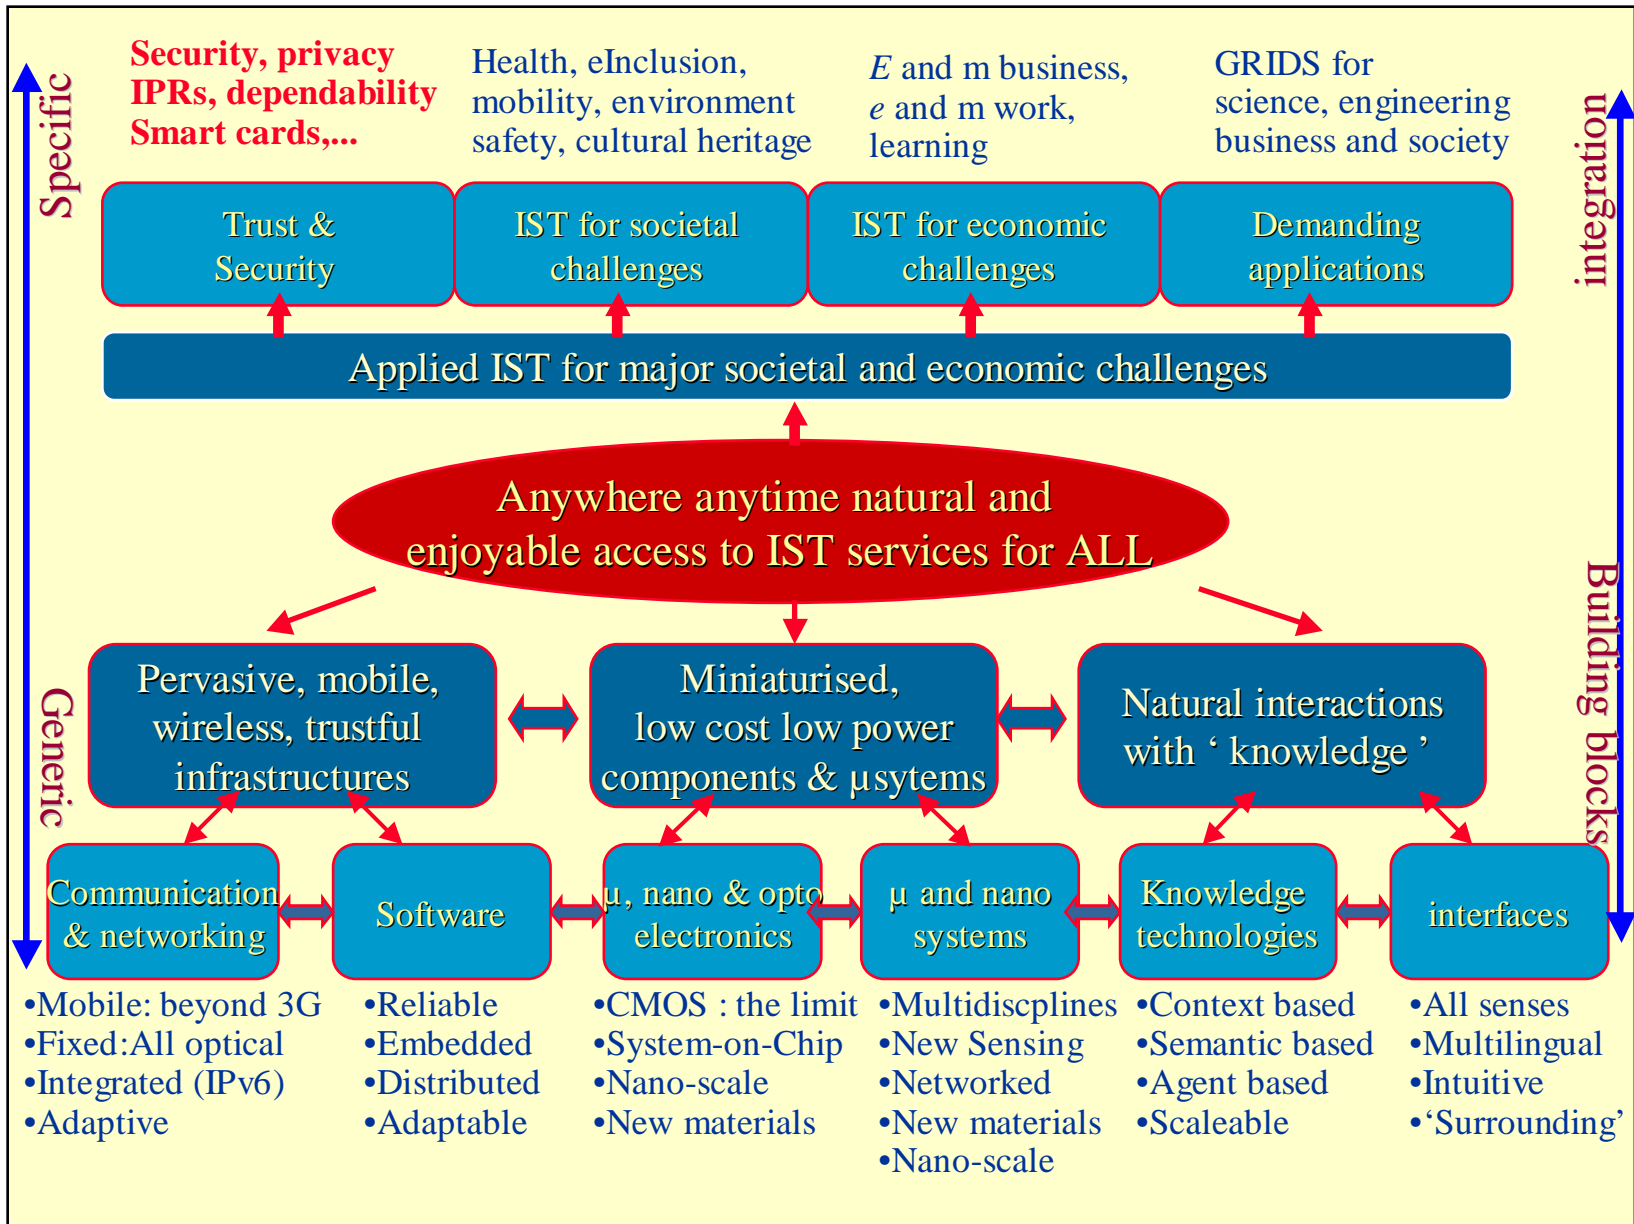 Security, privacy
IPRs, dependability
Smart cards,...
Health, eInclusion,
mobility, environment
safety, cultural heritage
E and m business,
e and m work,
learning
GRIDS for
science, engineering
business and society
Specific
integration
Trust &
Security
IST for societal
challenges
IST for economic
challenges
Demanding
applications
Applied IST for major societal and economic challenges
Anywhere anytime natural and
enjoyable access to IST services for ALL
Generic
Building blocks
Pervasive, mobile,
wireless, trustful
infrastructures
Miniaturised,
low cost low power
components & µsytems
Natural interactions
with ‘ knowledge ’
Communication
& networking
Software
µ, nano & opto
electronics
µ and nano
systems
Knowledge
technologies
interfaces
•Mobile: beyond 3G
•Fixed:All optical
•Integrated (IPv6)
•Adaptive
•Reliable
•Embedded
•Distributed
•Adaptable
•CMOS : the limit
•System-on-Chip
•Nano-scale
•New materials
•Multidiscplines
•New Sensing
•Networked
•New materials
•Nano-scale
•Context based
•Semantic based
•Agent based
•Scaleable
•All senses
•Multilingual
•Intuitive
•‘Surrounding’